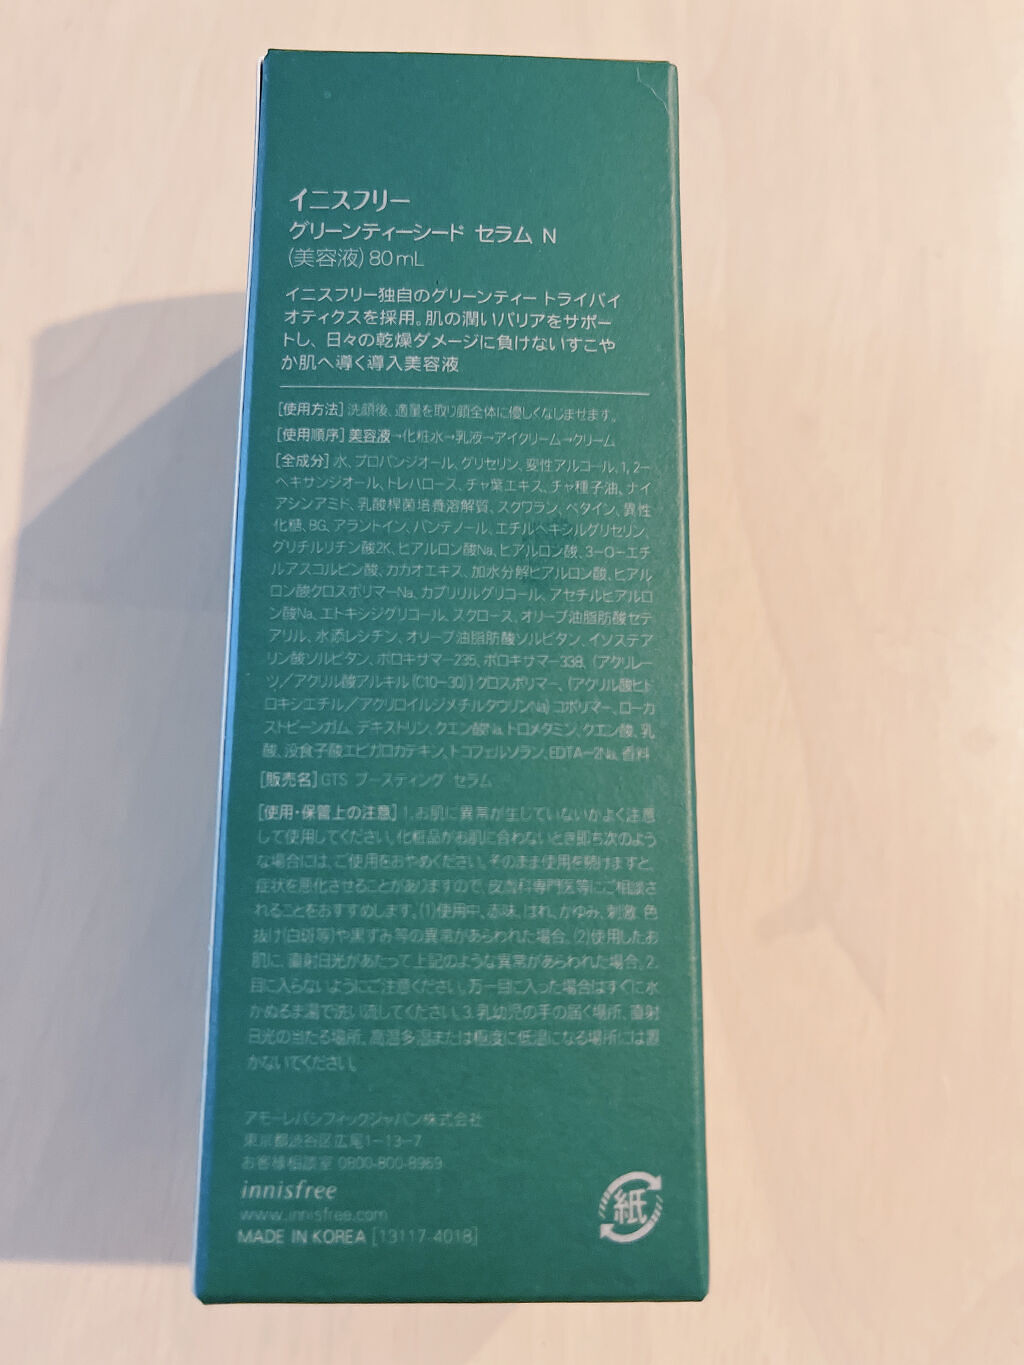 イニスフリー
グリーンティーシード セラム N
(美容液) 80mL
イニスフリー独自のグリーンティー トライバイ
オティクスを採用。肌の潤いバリアをサポー
トし、日々の乾燥ダメージに負けないすこや
か肌へ導く導入美容液
[使用方法] 洗顔後、適量を取り顔全体に優しくなじませます。
[使用順序] 美容液→化粧水→乳液→アイクリーム→クリーム
[全成分] 水、プロパンジオール、グリセリン、変性アルコール、1,2-
ヘキサンジオール、トレハロース、チャ葉エキス、チャ種子油、ナイ
アシンアミド、乳酸桿菌培養溶解質、スクワラン、ベタイン、異性
化糖、BG、アラントイン、パンテノール、エチルヘキシルグリセリン、
グリチルリチン酸2K、ヒアルロン酸Na、ヒアルロン酸、3-O-エチ
ルアスコルビン酸、カカオエキス、加水分解ヒアルロン酸、ヒアル
ロン酸クロスポリマーNa、カプリリルグリコール、アセチルヒアルロ
ン酸Na、エトキシジグリコール、スクロース、オリーブ油脂肪酸セテ
アリル、水添レシチン、オリーブ油脂肪酸ソルビタン、イソステア
リン酸ソルビタン、ポロキサマー235、ポロキサマー338、(アクリレー
ツ/アクリル酸アルキル(C10-30))クロスポリマー、(アクリル酸ヒド
ロキシエチル/アクリロイルジメチルタウリンNa)コポリマー、ローカ
ストビーンガム、デキストリン、クエン酸Na、トロメタミン、クエン酸、乳
酸、没食子酸エピガロカテキン、トコフェルソラン、EDTA-2Na、香料
[販売名] GTS ブースティング セラム
[使用・保管上の注意] 1.お肌に異常が生じていないかよく注意
して使用してください。化粧品がお肌に合わないとき即ち次のよう
な場合には、ご使用をおやめください。そのまま使用を続けますと、
症状を悪化させることがありますので、皮膚科専門医等にご相談さ
れることをおすすめします。(1)使用中、赤味、はれ、かゆみ、刺激、色
抜け(白斑等)や黒ずみ等の異常があらわれた場合。(2)使用したお
肌に、直射日光があたって上記のような異常があらわれた場合。2.
目に入らないようにご注意ください。万一目に入った場合はすぐに水
かぬるま湯で洗い流してください。3.乳幼児の手の届く場所、直射
日光の当たる場所、高温多湿または極度に低温になる場所には置
かないでください。
アモーレパシフィックジャパン株式会社
東京都渋谷区広尾1-13-7
お客様相談室 0800-800-8969
innisfree
www.innisfree.com
MADE IN KOREA [13117-4018]
紙